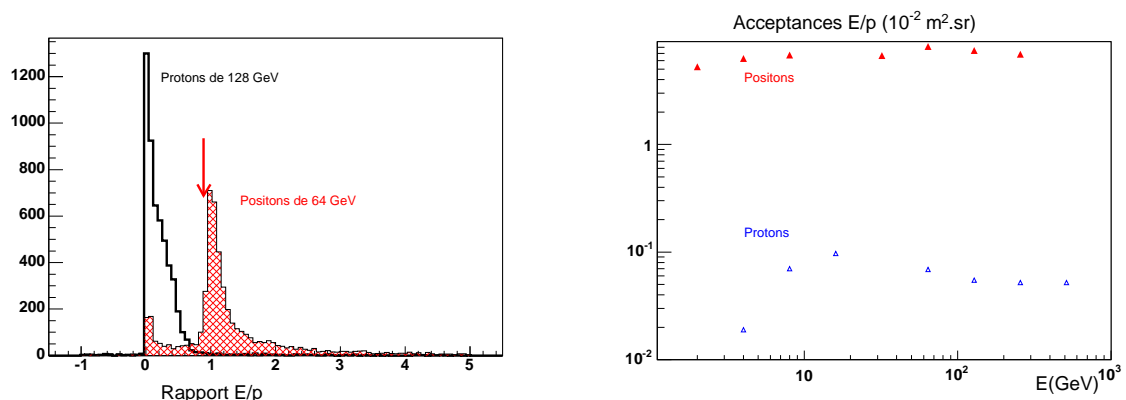 1200
1000
800
600
400
200
0
Protons de 128 GeV
Positons de 64 GeV
-1 0 1 2 3 4 5
Rapport E/p
Acceptances E/p (10⁻² m².sr)
Positons
1
Protons
10⁻¹
10⁻²
10 10² 10³
E(GeV)